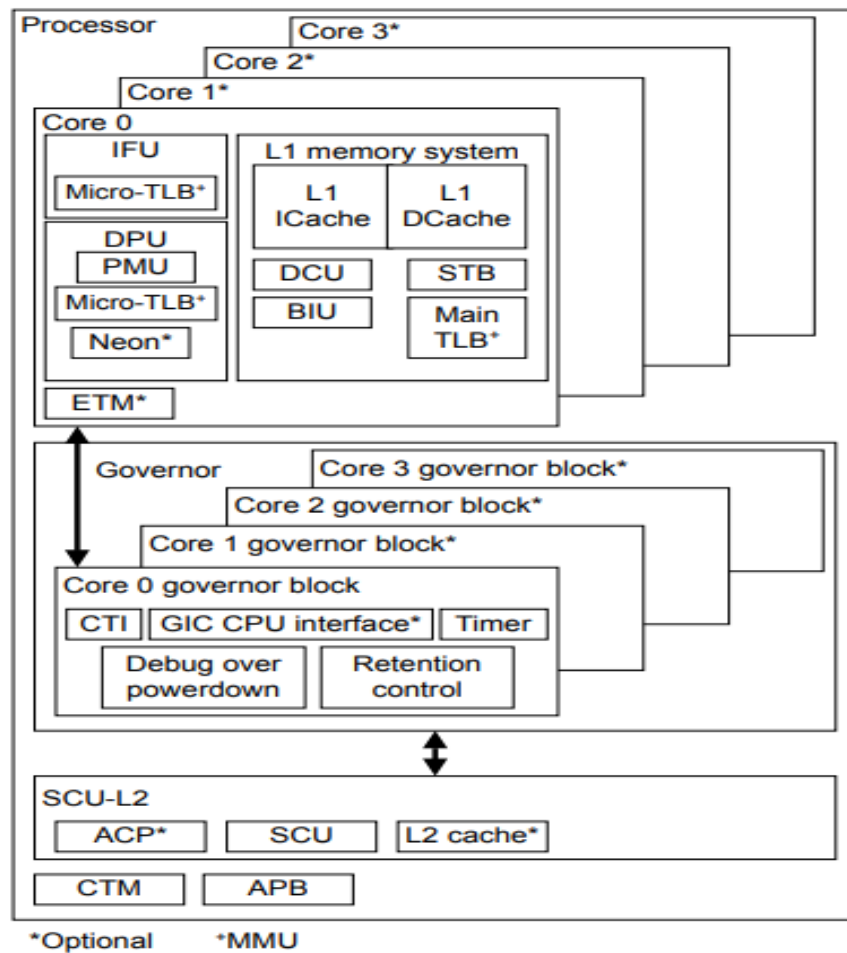 Processor
Core 3*
Core 2*
Core 1*
Core 0
IFU
Micro-TLB⁺
DPU
PMU
Micro-TLB⁺
Neon*
ETM*
L1 memory system
L1
ICache
L1
DCache
DCU
STB
BIU
Main
TLB⁺
Governor
Core 3 governor block*
Core 2 governor block*
Core 1 governor block*
Core 0 governor block
CTI
GIC CPU interface*
Timer
Debug over
powerdown
Retention
control
SCU-L2
ACP*
SCU
L2 cache*
CTM
APB
*Optional
⁺MMU